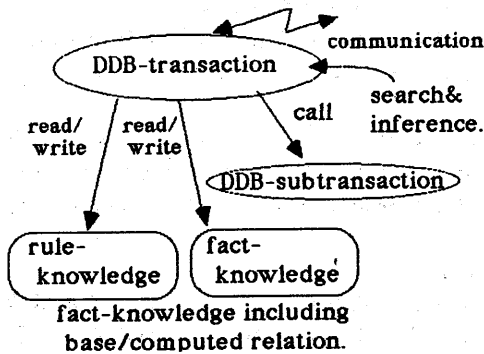 communication
DDB-transaction
search&
inference.
call
read/
write
read/
write
DDB-subtransaction
rule-
knowledge
fact-
knowledge
fact-knowledge including
base/computed relation.